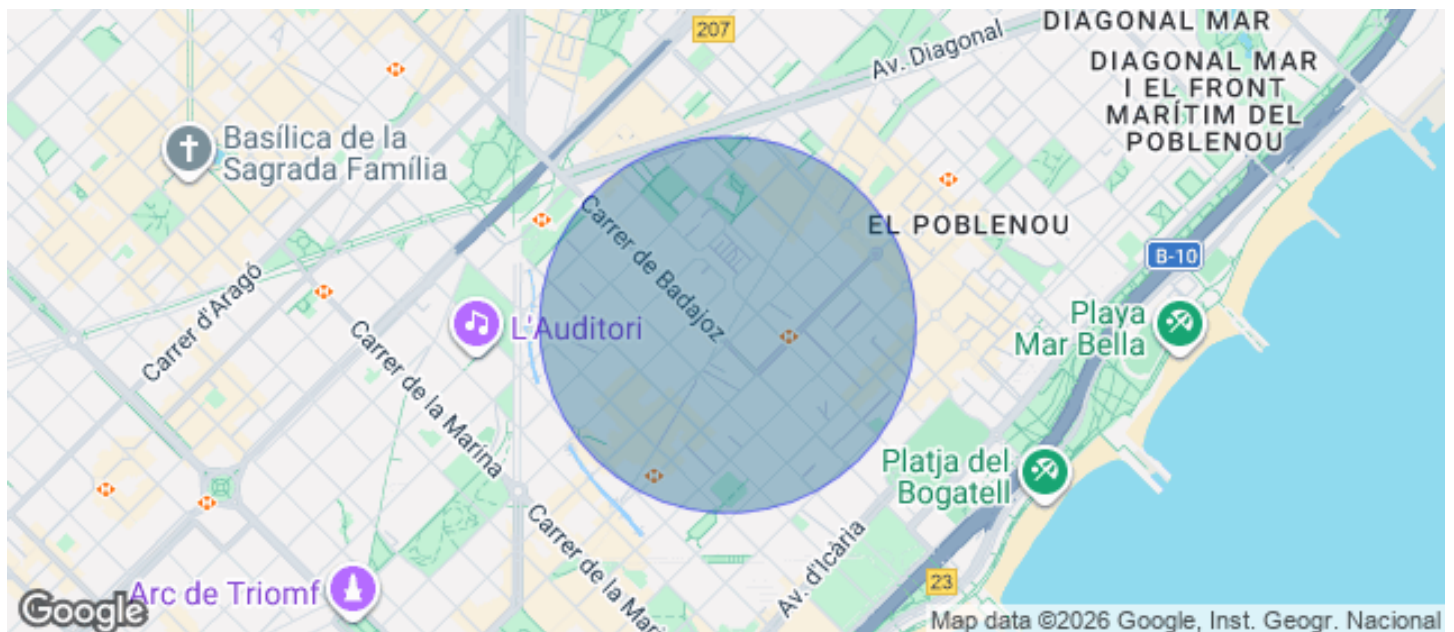 DIAGONAL MAR
207
Av. Diagonal
DIAGONAL MAR
I EL FRONT
MARÍTIM DEL
POBLENOU
Basílica de la
Sagrada Família
Carrer de Badajoz
EL POBLENOU
B-10
Carrer d'Aragó
L'Auditori
Playa
Mar Bella
Carrer de la Marina
Platja del
Bogatell
Carrer de la Mari
Av. d'Icària
23
Arc de Triomf
Google
Map data ©2026 Google, Inst. Geogr. Nacional